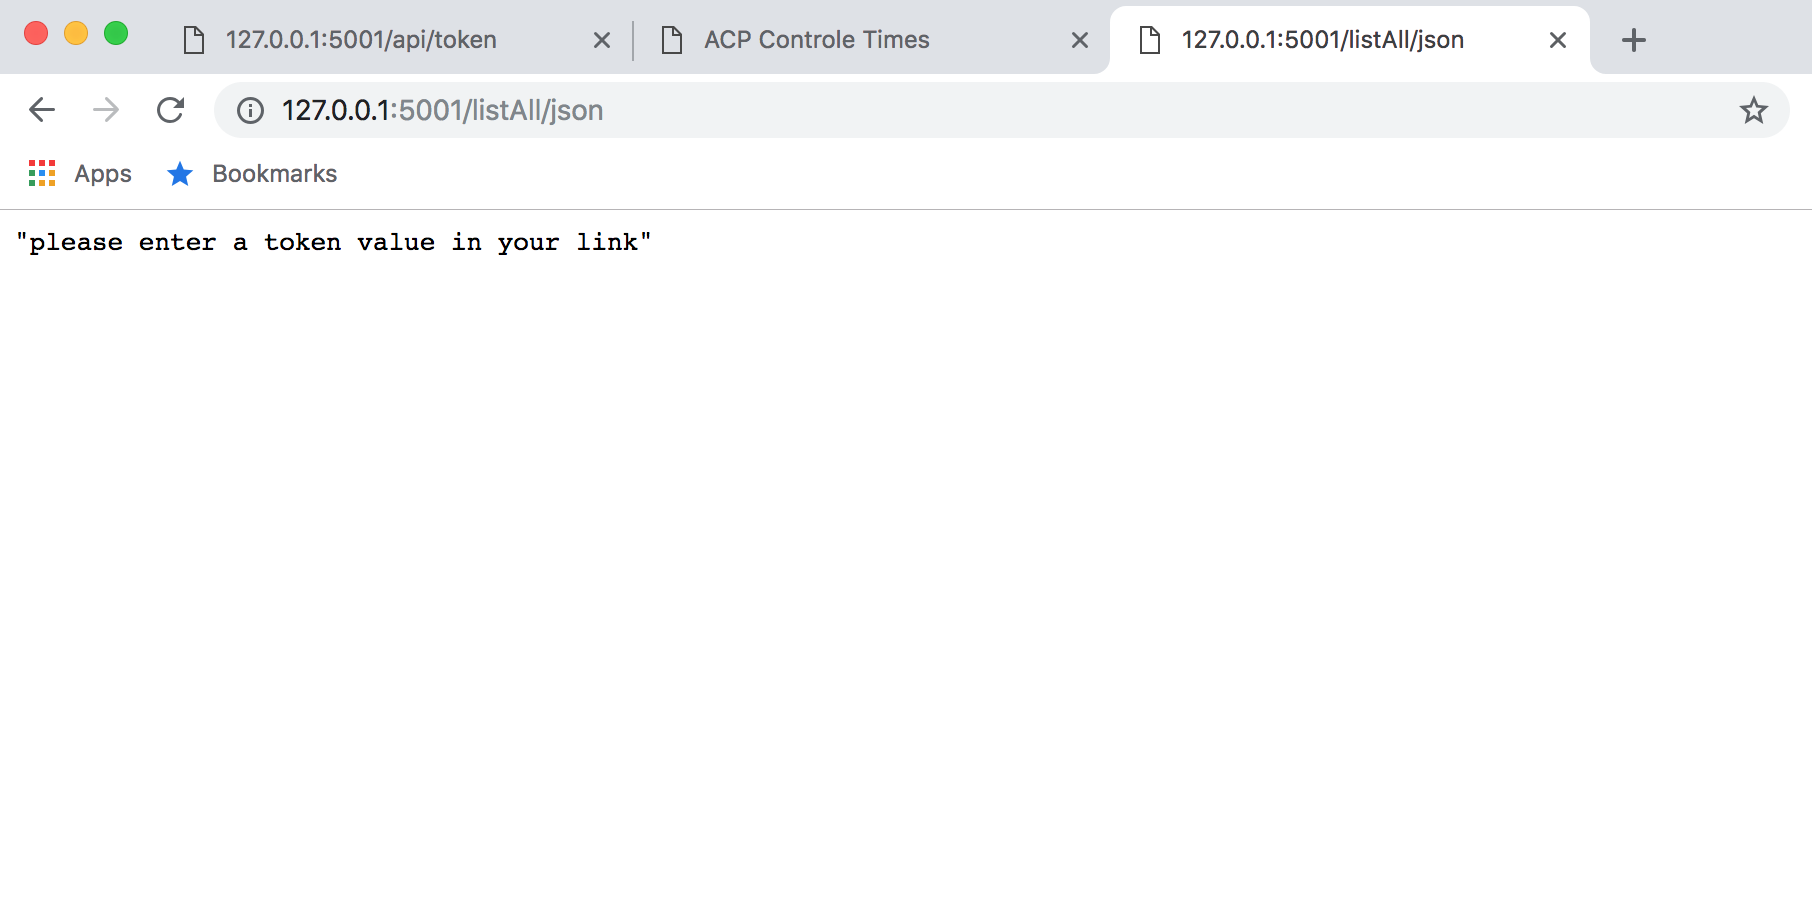 127.0.0.1:5001/api/token
ACP Controle Times
127.0.0.1:5001/listAll/json
127.0.0.1:5001/listAll/json
Apps
Bookmarks
"please enter a token value in your link"